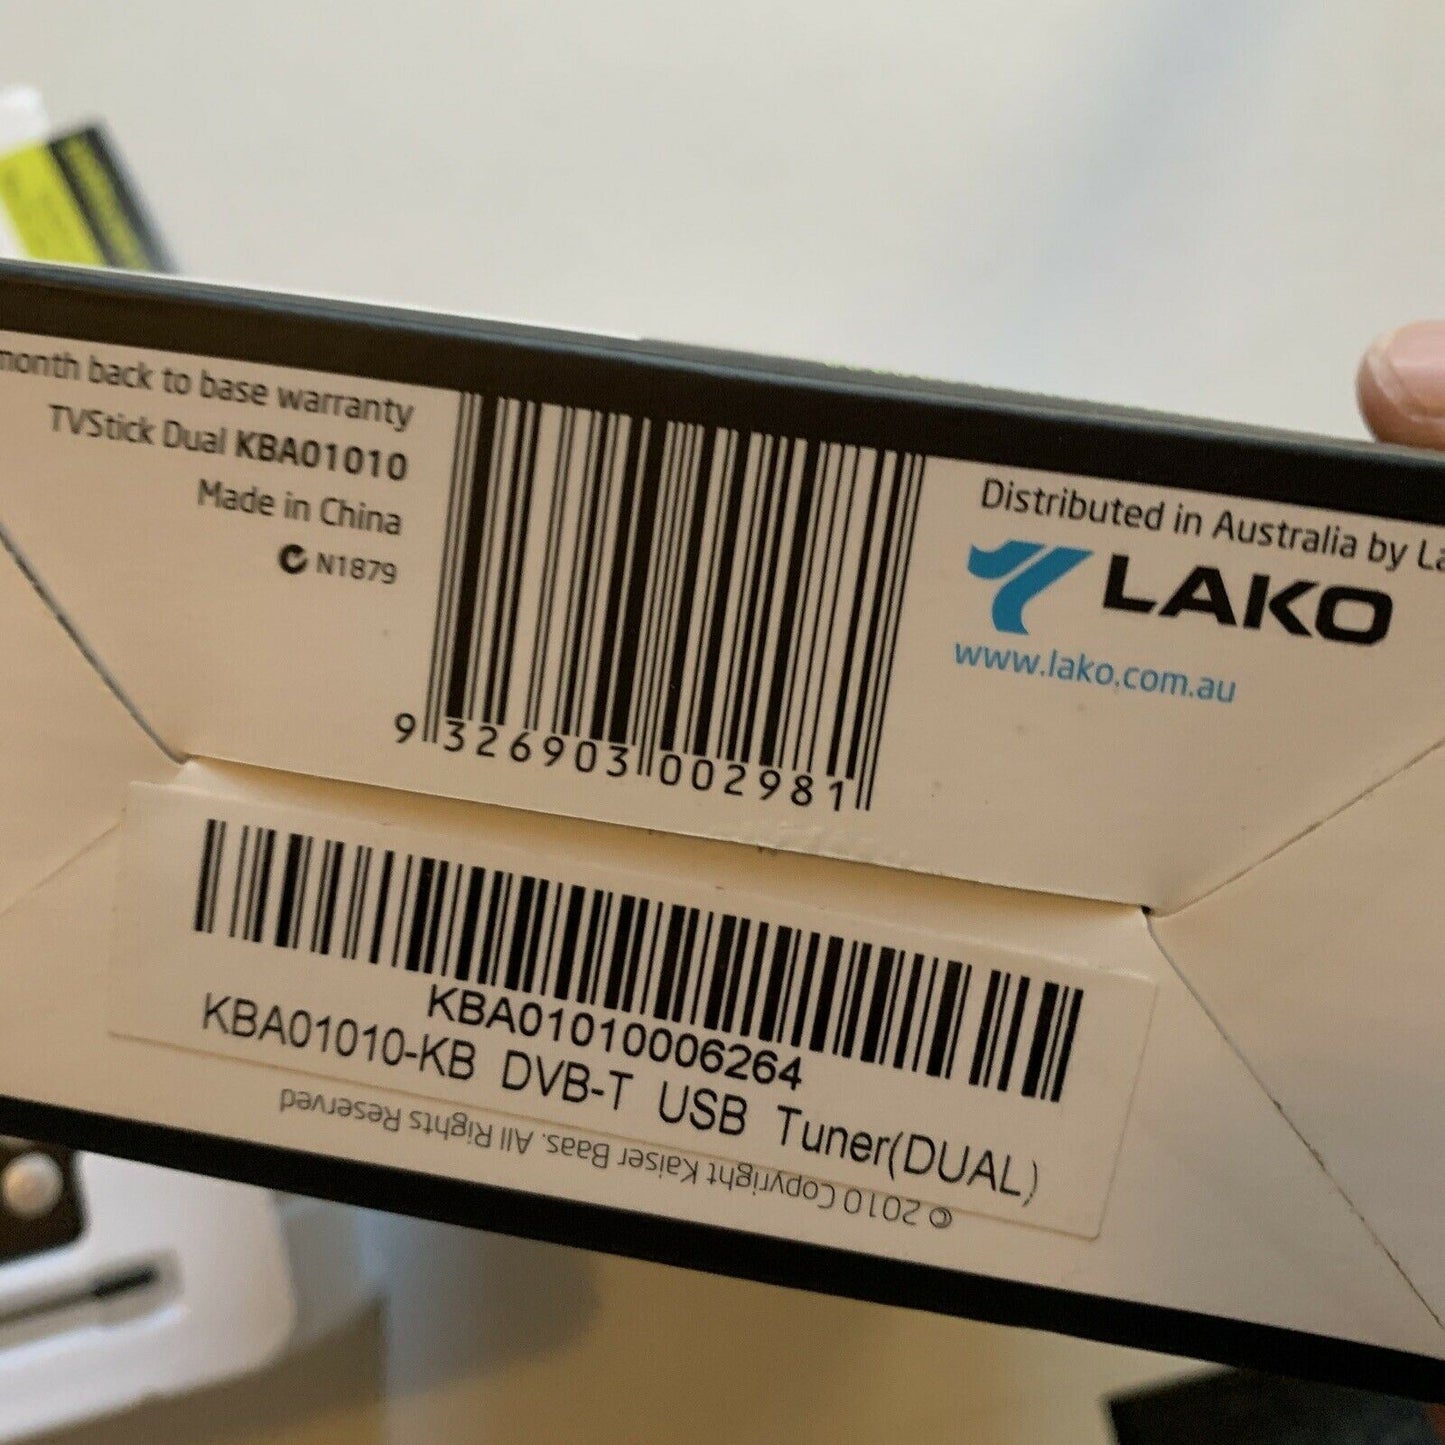 month back to base warranty
TVStick Dual KBA01010
Made in China
N1879
9 326903 002981
Distributed in Australia by
LAKO
www.lako.com.au
KBA01010006264
KBA01010-KB DVB-T USB Tuner(DUAL)
© 2010 Copyright Kaiser Baas. All Rights Reserved